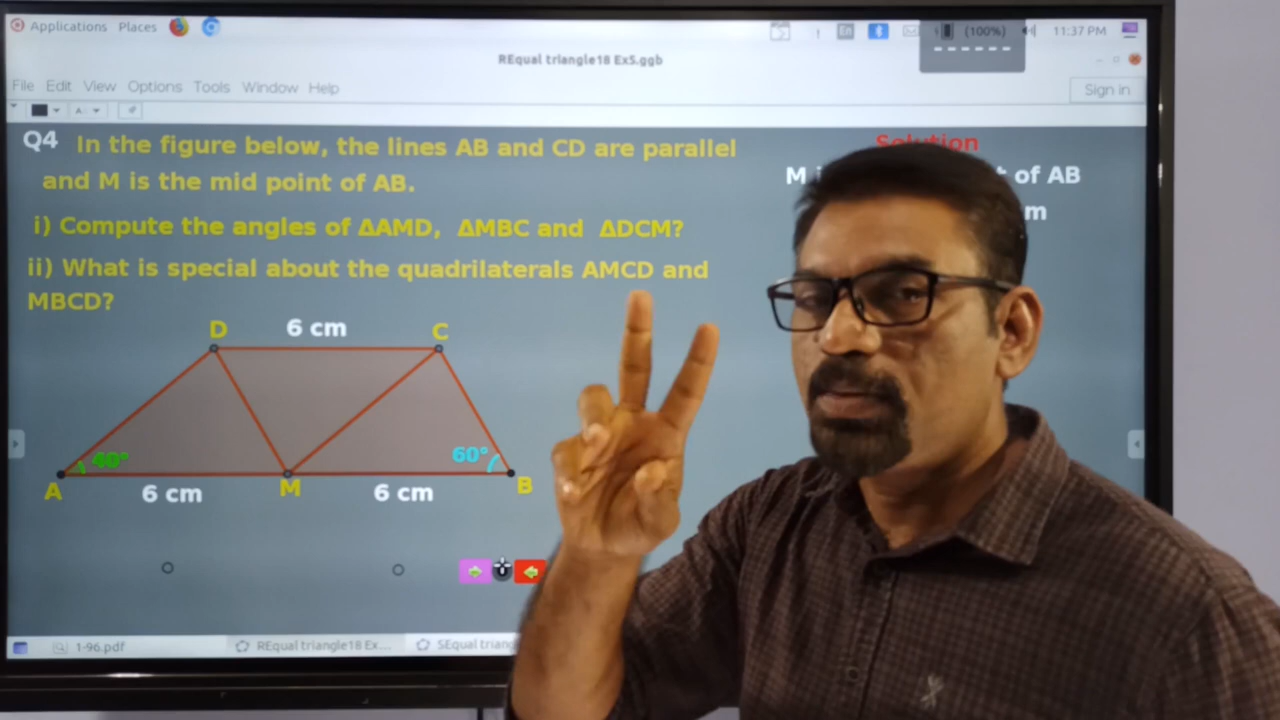 Applications Places
En
(100%)
11:37 PM
REqual triangle18 Ex5.ggb
File Edit View Options Tools Window Help
Sign in
Q4 In the figure below, the lines AB and CD are parallel
and M is the mid point of AB.
i) Compute the angles of ΔAMD, ΔMBC and ΔDCM?
ii) What is special about the quadrilaterals AMCD and
MBCD?
Solution
M
of AB
m
D 6 cm C
40° 60°
A 6 cm M 6 cm B
1-96.pdf
REqual triangle18 Ex...
SEqual triang